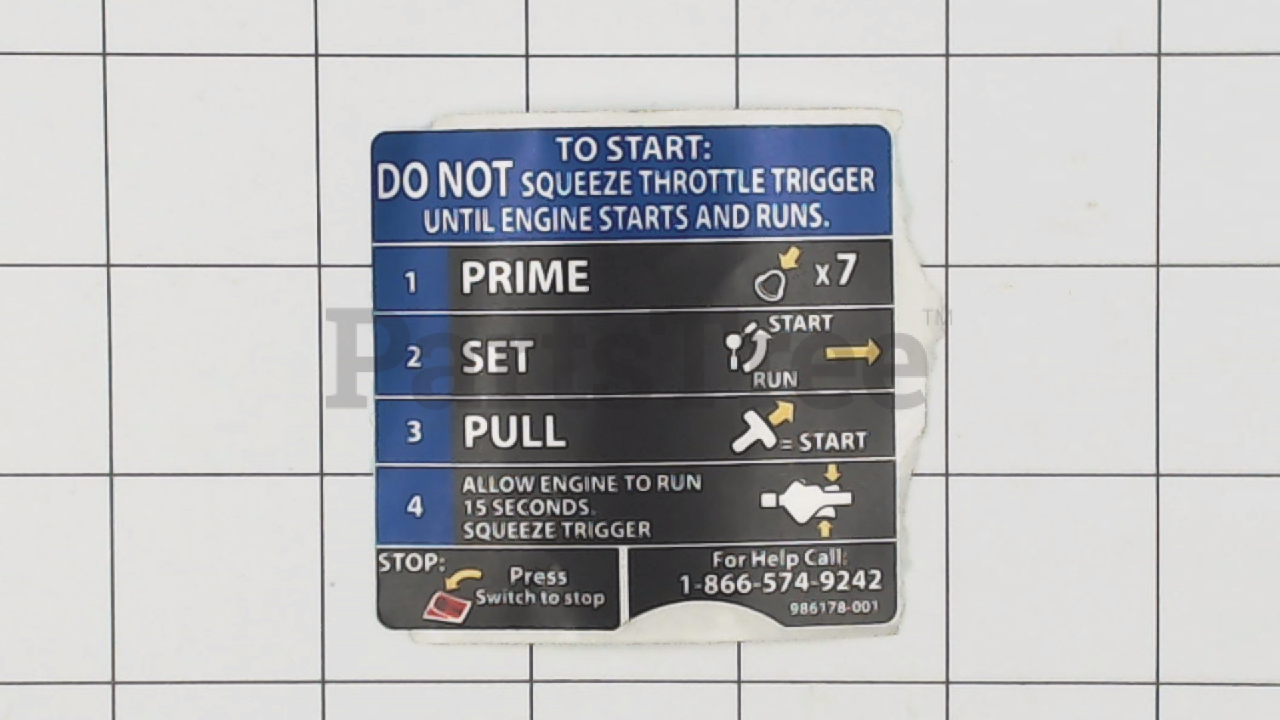 TO START:
DO NOT SQUEEZE THROTTLE TRIGGER
UNTIL ENGINE STARTS AND RUNS.
1 PRIME x7
START
2 SET
RUN
3 PULL = START
ALLOW ENGINE TO RUN
4 15 SECONDS.
SQUEEZE TRIGGER
STOP:
Press
Switch to stop
For Help Call:
1-866-574-9242
986178-001
PartsTree™